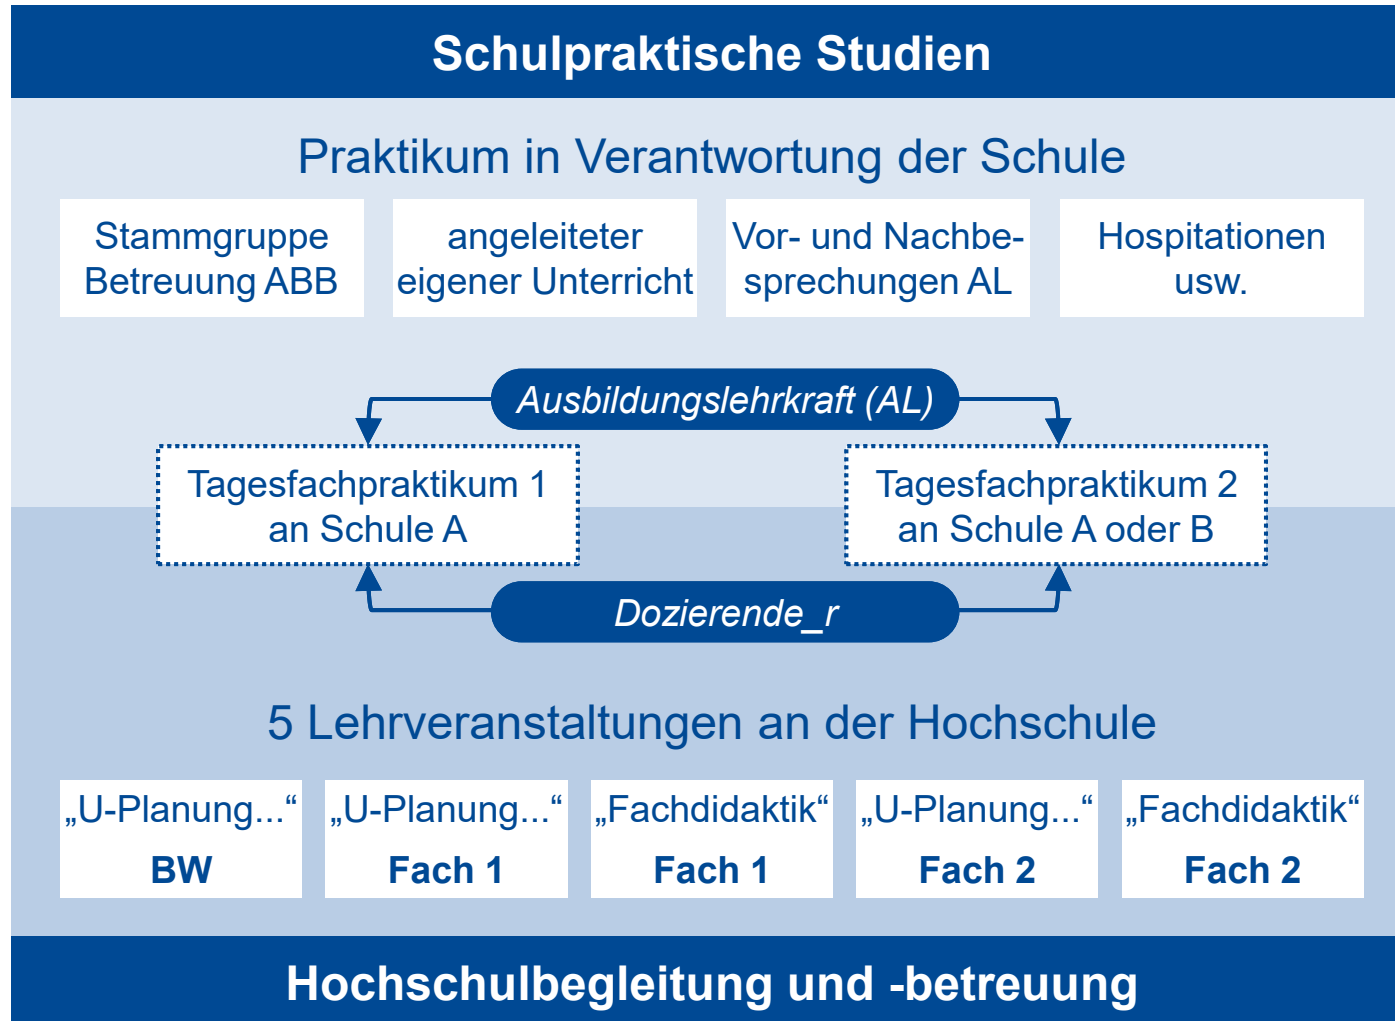 Schulpraktische Studien
Praktikum in Verantwortung der Schule
Stammgruppe
Betreuung ABB
angeleiteter
eigener Unterricht
Vor- und Nachbe-
sprechungen AL
Hospitationen
usw.
Ausbildungslehrkraft (AL)
Tagesfachpraktikum 1
an Schule A
Tagesfachpraktikum 2
an Schule A oder B
Dozierende_r
5 Lehrveranstaltungen an der Hochschule
„U-Planung...“
BW
„U-Planung...“
Fach 1
„Fachdidaktik“
Fach 1
„U-Planung...“
Fach 2
„Fachdidaktik“
Fach 2
Hochschulbegleitung und -betreuung